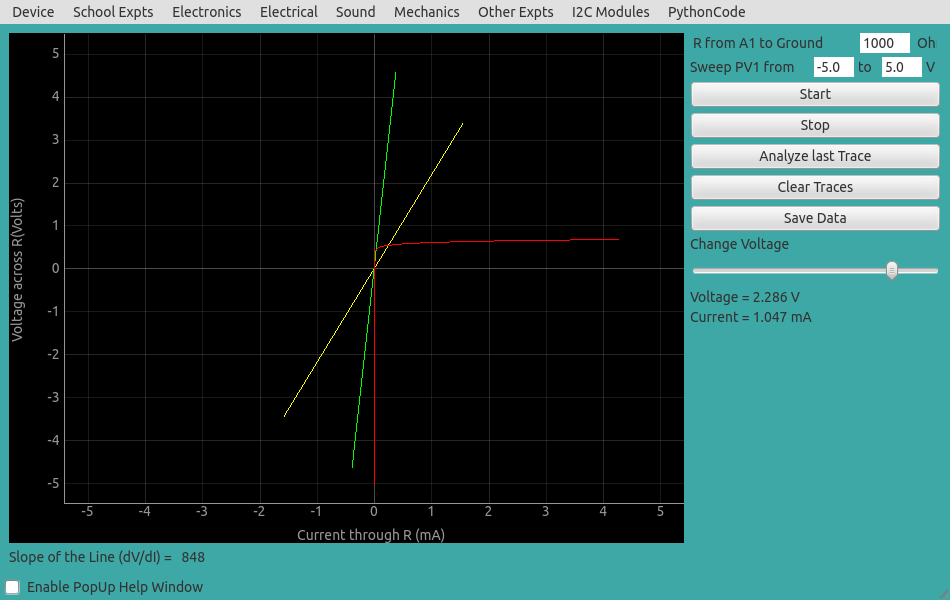 Device School Expts Electronics Electrical Sound Mechanics Other Expts I2C Modules PythonCode
R from A1 to Ground 1000 Oh
Sweep PV1 from -5.0 to 5.0 V
Start
Stop
Analyze last Trace
Clear Traces
Save Data
Change Voltage
Voltage = 2.286 V
Current = 1.047 mA
Voltage across R(Volts)
5
4
3
2
1
0
-1
-2
-3
-4
-5
-5 -4 -3 -2 -1 0 1 2 3 4 5
Current through R (mA)
Slope of the Line (dV/dI) = 848
Enable PopUp Help Window